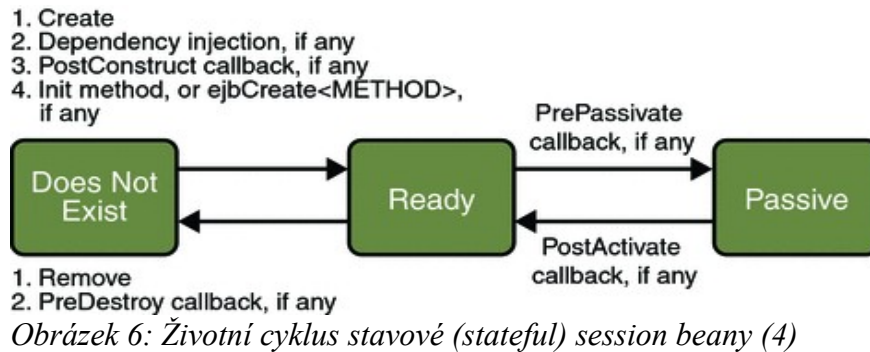 1. Create
2. Dependency injection, if any
3. PostConstruct callback, if any
4. Init method, or ejbCreate<METHOD>,
if any
PrePassivate
callback, if any
Does Not
Exist
Ready
Passive
PostActivate
callback, if any
1. Remove
2. PreDestroy callback, if any
Obrázek 6: Životní cyklus stavové (stateful) session beany (4)